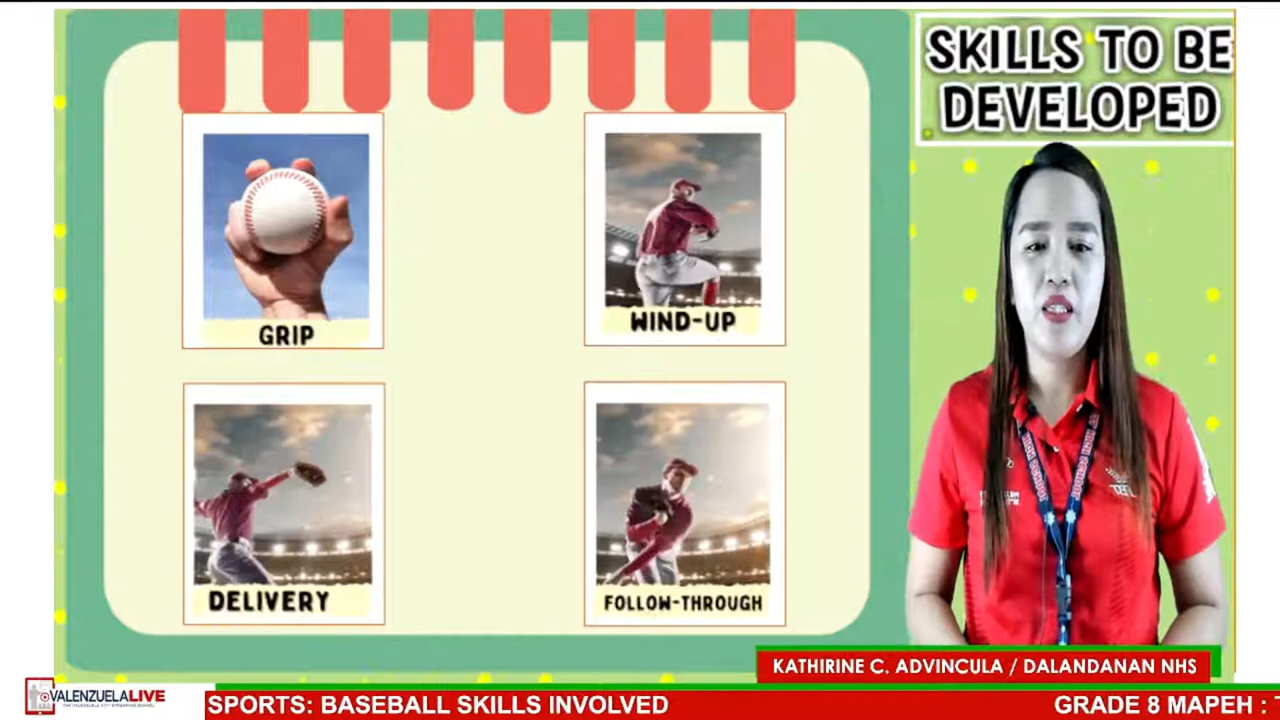 SKILLS TO BE
DEVELOPED
GRIP
WIND-UP
DELIVERY
FOLLOW-THROUGH
KATHIRINE C. ADVINCULA / DALANDANAN NHS
VALENZUELALIVE
SPORTS: BASEBALL SKILLS INVOLVED
GRADE 8 MAPEH :